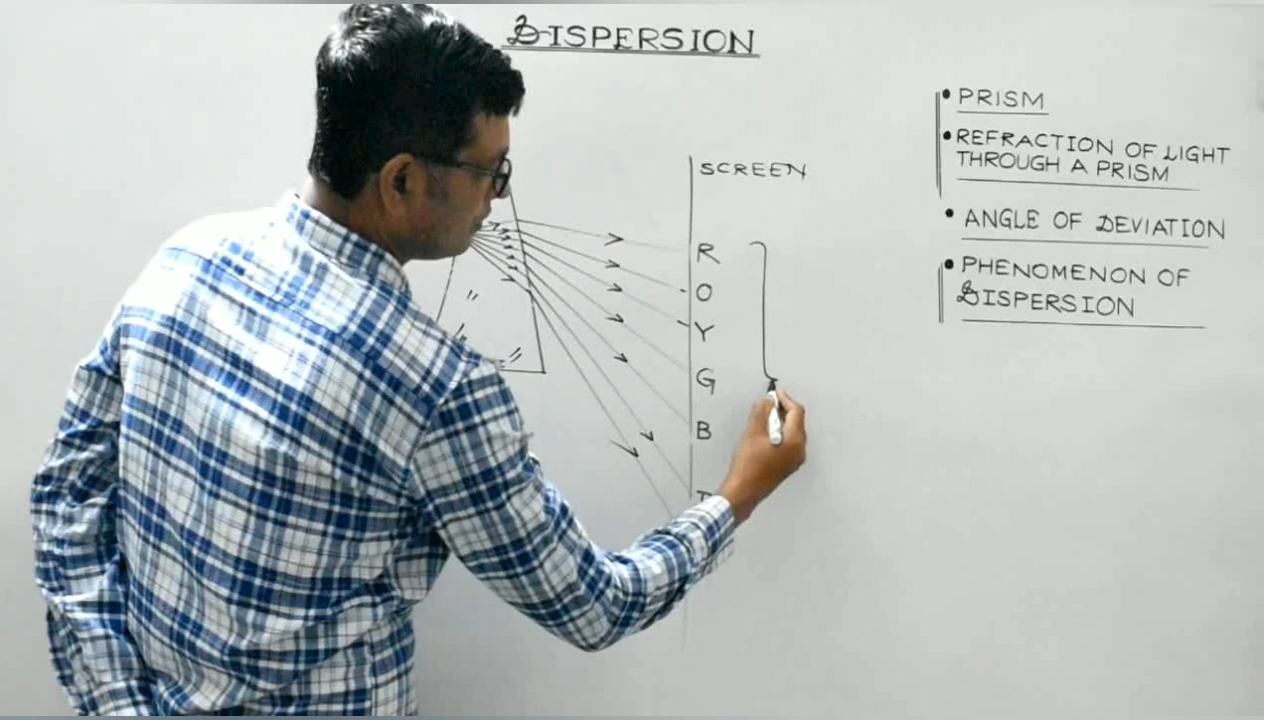 DISPERSION
SCREEN
R
O
Y
G
B
• PRISM
• REFRACTION OF LIGHT
THROUGH A PRISM
• ANGLE OF DEVIATION
• PHENOMENON OF
DISPERSION